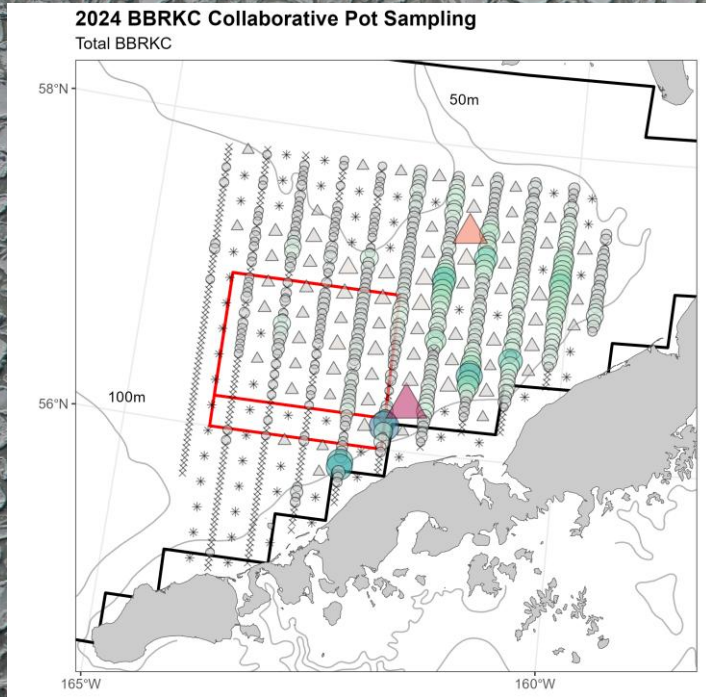 2024 BBRKC Collaborative Pot Sampling
Total BBRKC
58°N
50m
100m
56°N
165°W
160°W